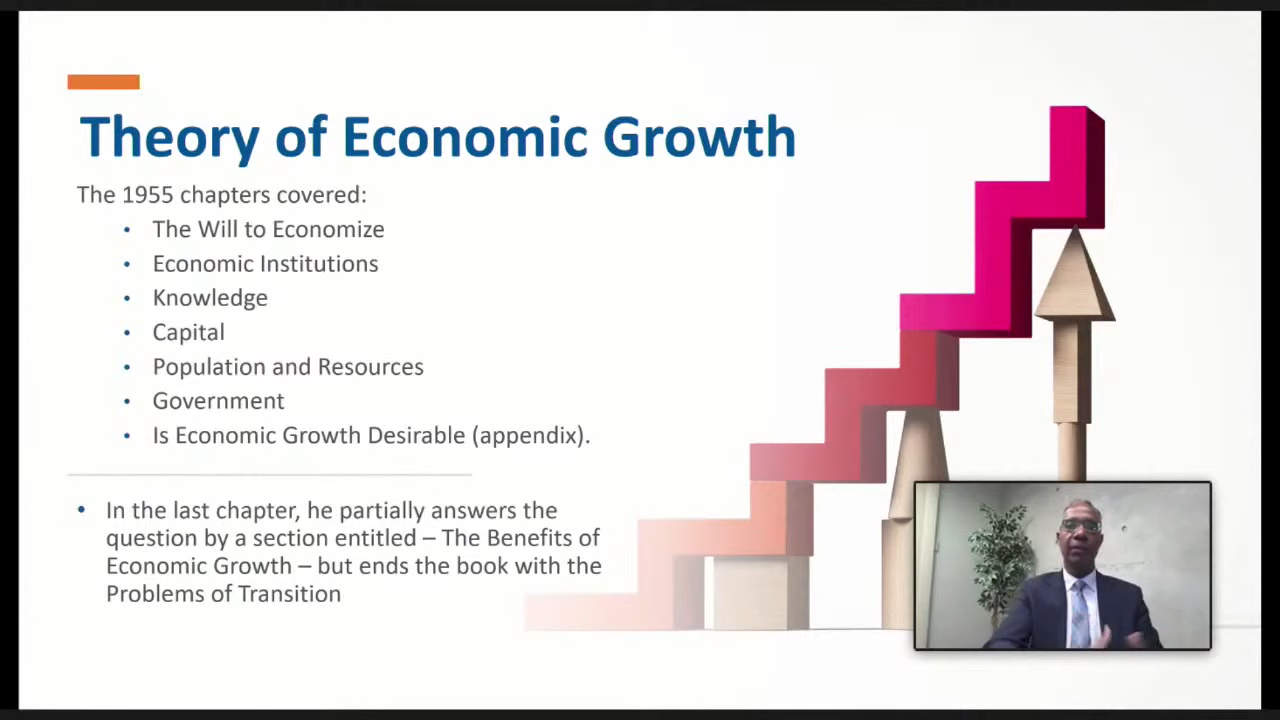 Theory of Economic Growth
The 1955 chapters covered:
• The Will to Economize
• Economic Institutions
• Knowledge
• Capital
• Population and Resources
• Government
• Is Economic Growth Desirable (appendix).
• In the last chapter, he partially answers the
question by a section entitled – The Benefits of
Economic Growth – but ends the book with the
Problems of Transition